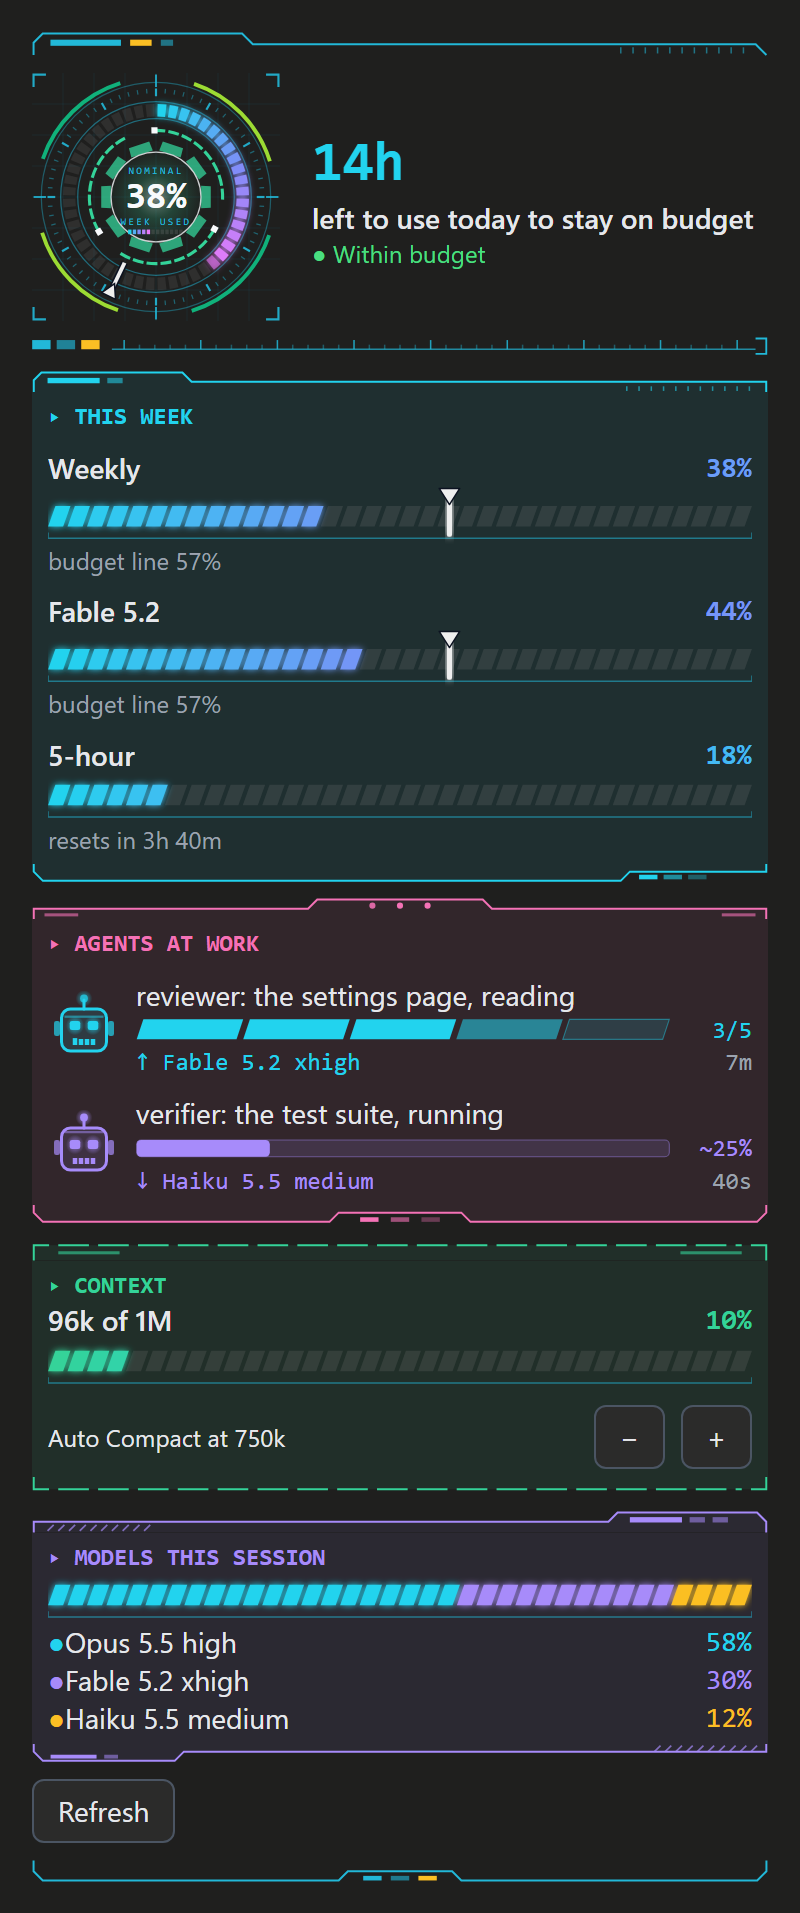 NOMINAL
38%
WEEK USED
14h
left to use today to stay on budget
Within budget
THIS WEEK
Weekly 38%
budget line 57%
Fable 5.2 44%
budget line 57%
5-hour 18%
resets in 3h 40m
AGENTS AT WORK
reviewer: the settings page, reading
3/5
↑ Fable 5.2 xhigh 7m
verifier: the test suite, running
~25%
↓ Haiku 5.5 medium 40s
CONTEXT
96k of 1M 10%
Auto Compact at 750k − +
MODELS THIS SESSION
Opus 5.5 high 58%
Fable 5.2 xhigh 30%
Haiku 5.5 medium 12%
Refresh